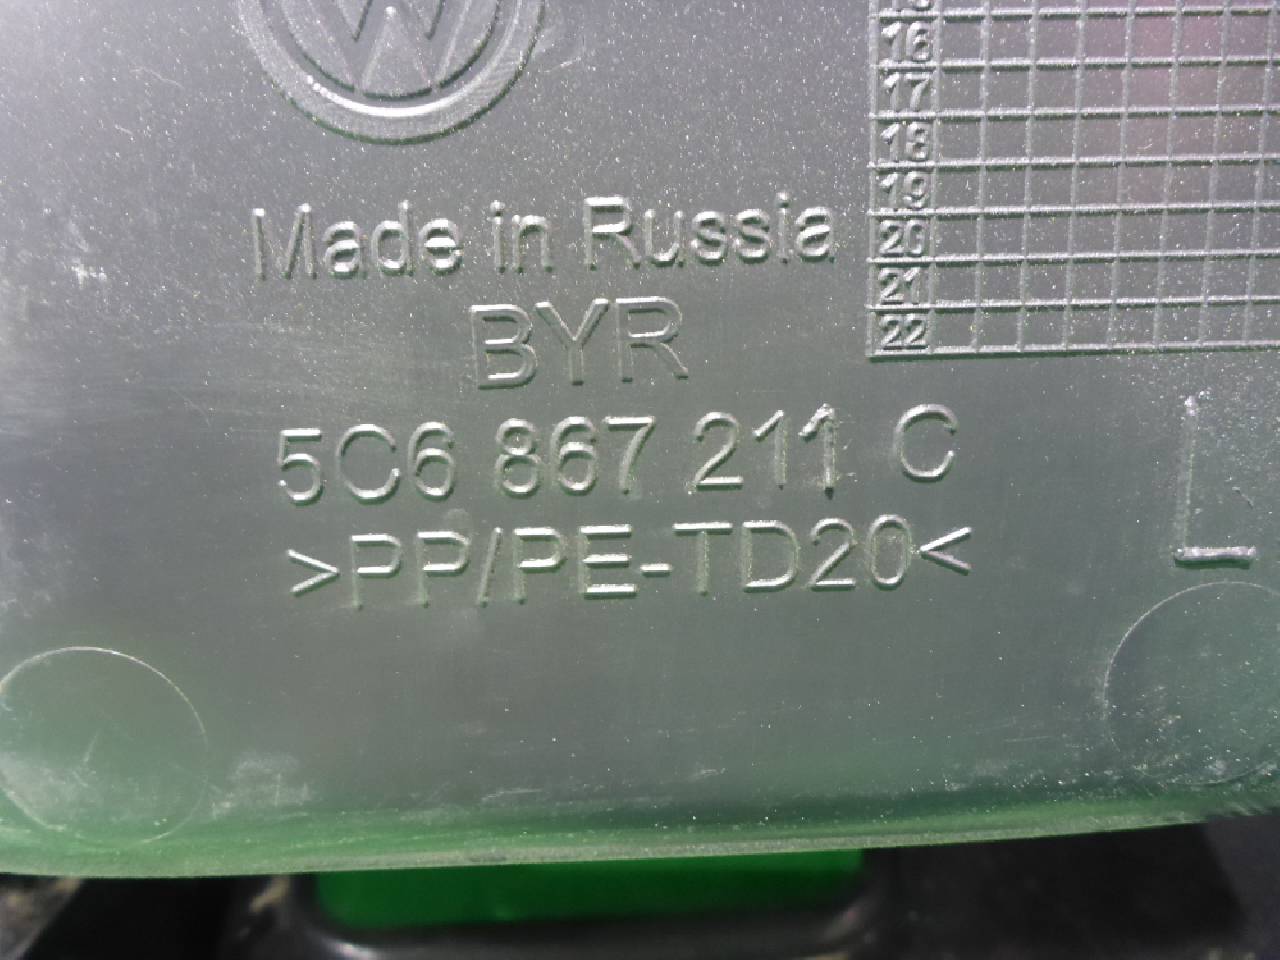 Made in Russia
BYR
5C6 867 211 C
>PP/PE-TD20<
16
17
18
19
20
21
22
L